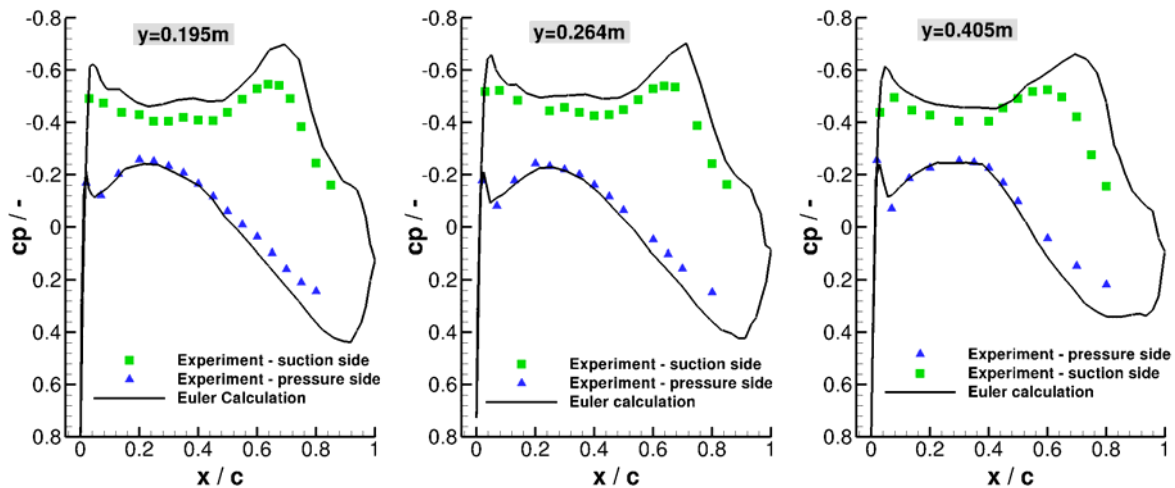 y=0.195m
cp / -
-0.8
-0.6
-0.4
-0.2
0
0.2
0.4
0.6
0.8
Experiment - suction side
Experiment - pressure side
Euler Calculation
0 0.2 0.4 0.6 0.8 1
x / c
y=0.264m
cp / -
-0.8
-0.6
-0.4
-0.2
0
0.2
0.4
0.6
0.8
Experiment - suction side
Experiment - pressure side
Euler calculation
0 0.2 0.4 0.6 0.8 1
x / c
y=0.405m
cp / -
-0.8
-0.6
-0.4
-0.2
0
0.2
0.4
0.6
0.8
Experiment - pressure side
Experiment - suction side
Euler calculation
0 0.2 0.4 0.6 0.8 1
x / c